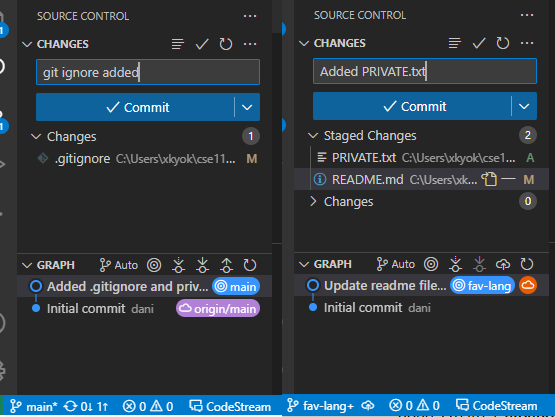 SOURCE CONTROL
CHANGES
git ignore added
Commit
Changes 1
.gitignore C:\Users\xkyok\cse11... M
GRAPH Auto
Added .gitignore and priv... main
Initial commit dani origin/main
main* 0↓ 1↑ 0 0 CodeStream
SOURCE CONTROL
CHANGES
Added PRIVATE.txt
Commit
Staged Changes 2
PRIVATE.txt C:\Users\xkyok\cse1... A
README.md C:\Users\xk... M
Changes 0
GRAPH Auto
Update readme file... fav-lang
Initial commit dani
fav-lang+ 0 0 CodeStream